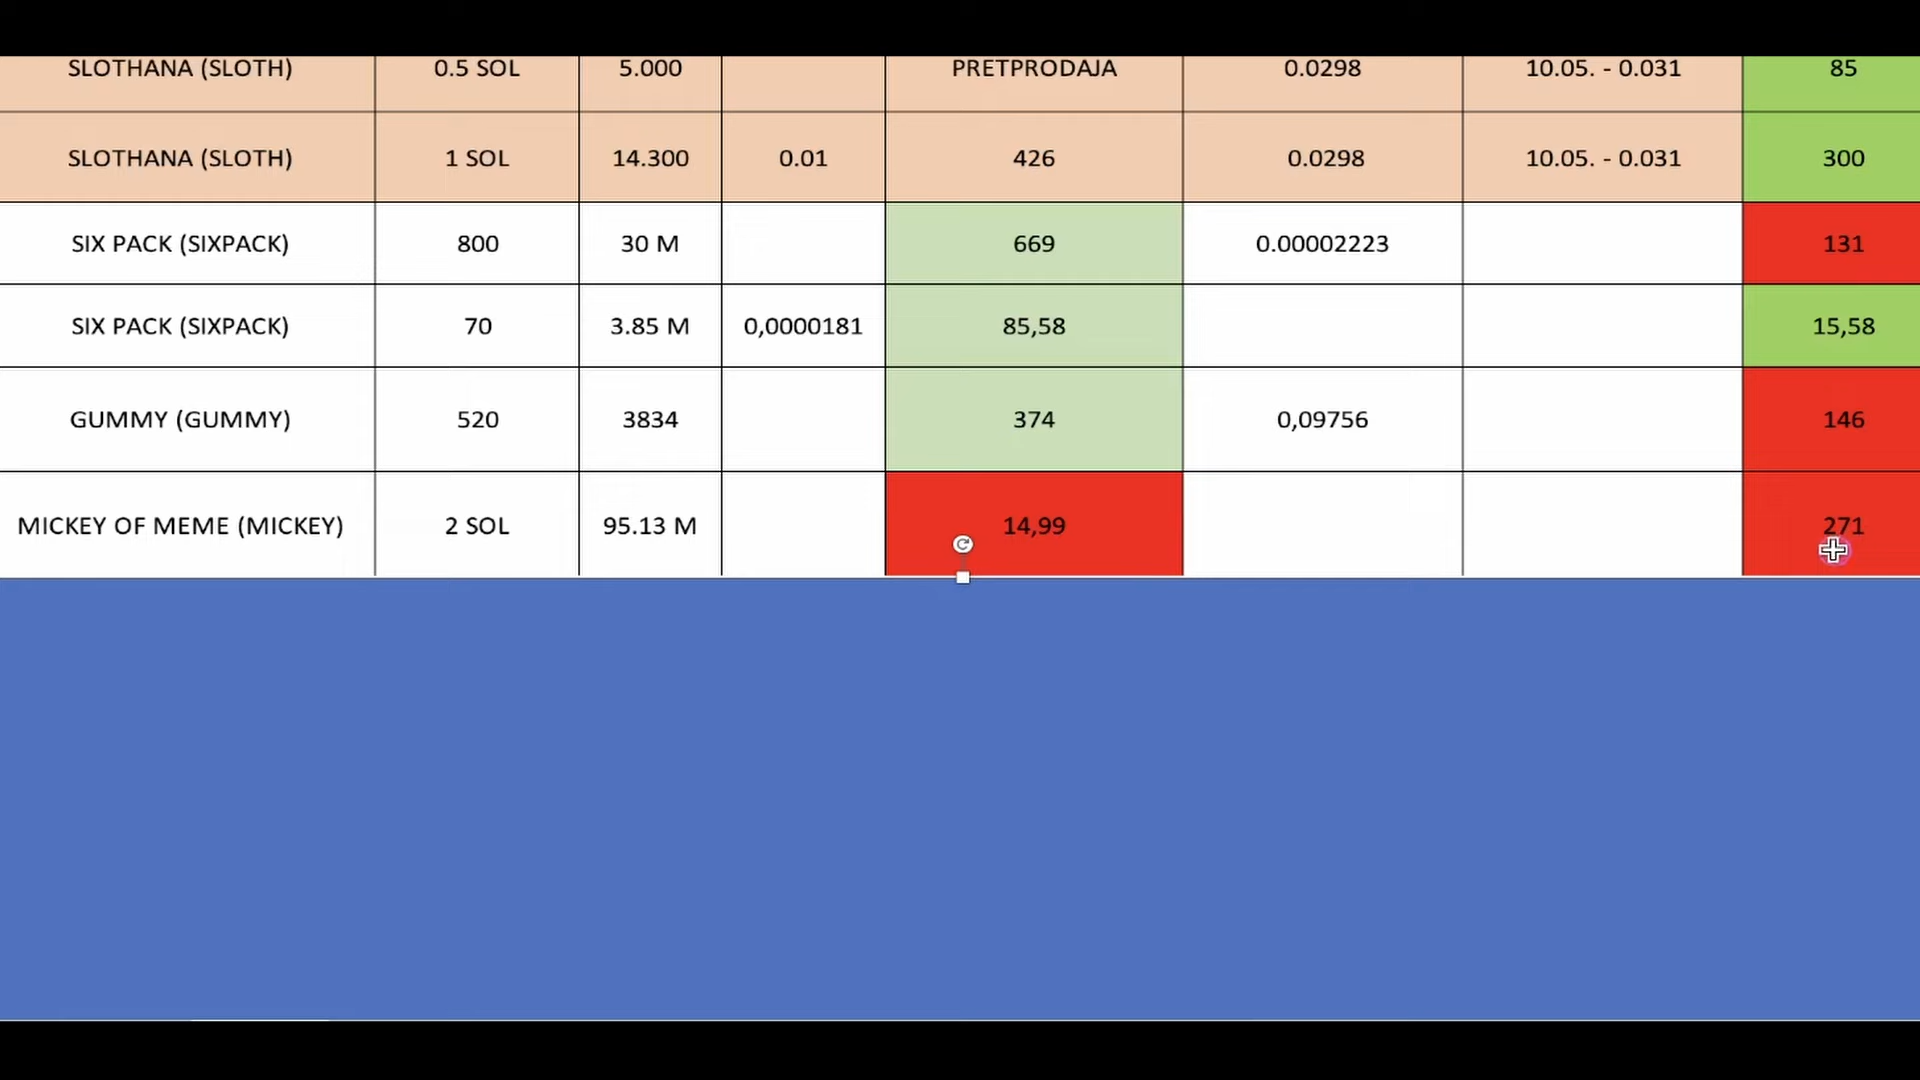 SLOTHANA (SLOTH) 0.5 SOL 5.000 PRETPRODAJA 0.0298 10.05. - 0.031 85
SLOTHANA (SLOTH) 1 SOL 14.300 0.01 426 0.0298 10.05. - 0.031 300
SIX PACK (SIXPACK) 800 30 M 669 0.00002223 131
SIX PACK (SIXPACK) 70 3.85 M 0,0000181 85,58 15,58
GUMMY (GUMMY) 520 3834 374 0,09756 146
MICKEY OF MEME (MICKEY) 2 SOL 95.13 M 14,99 271